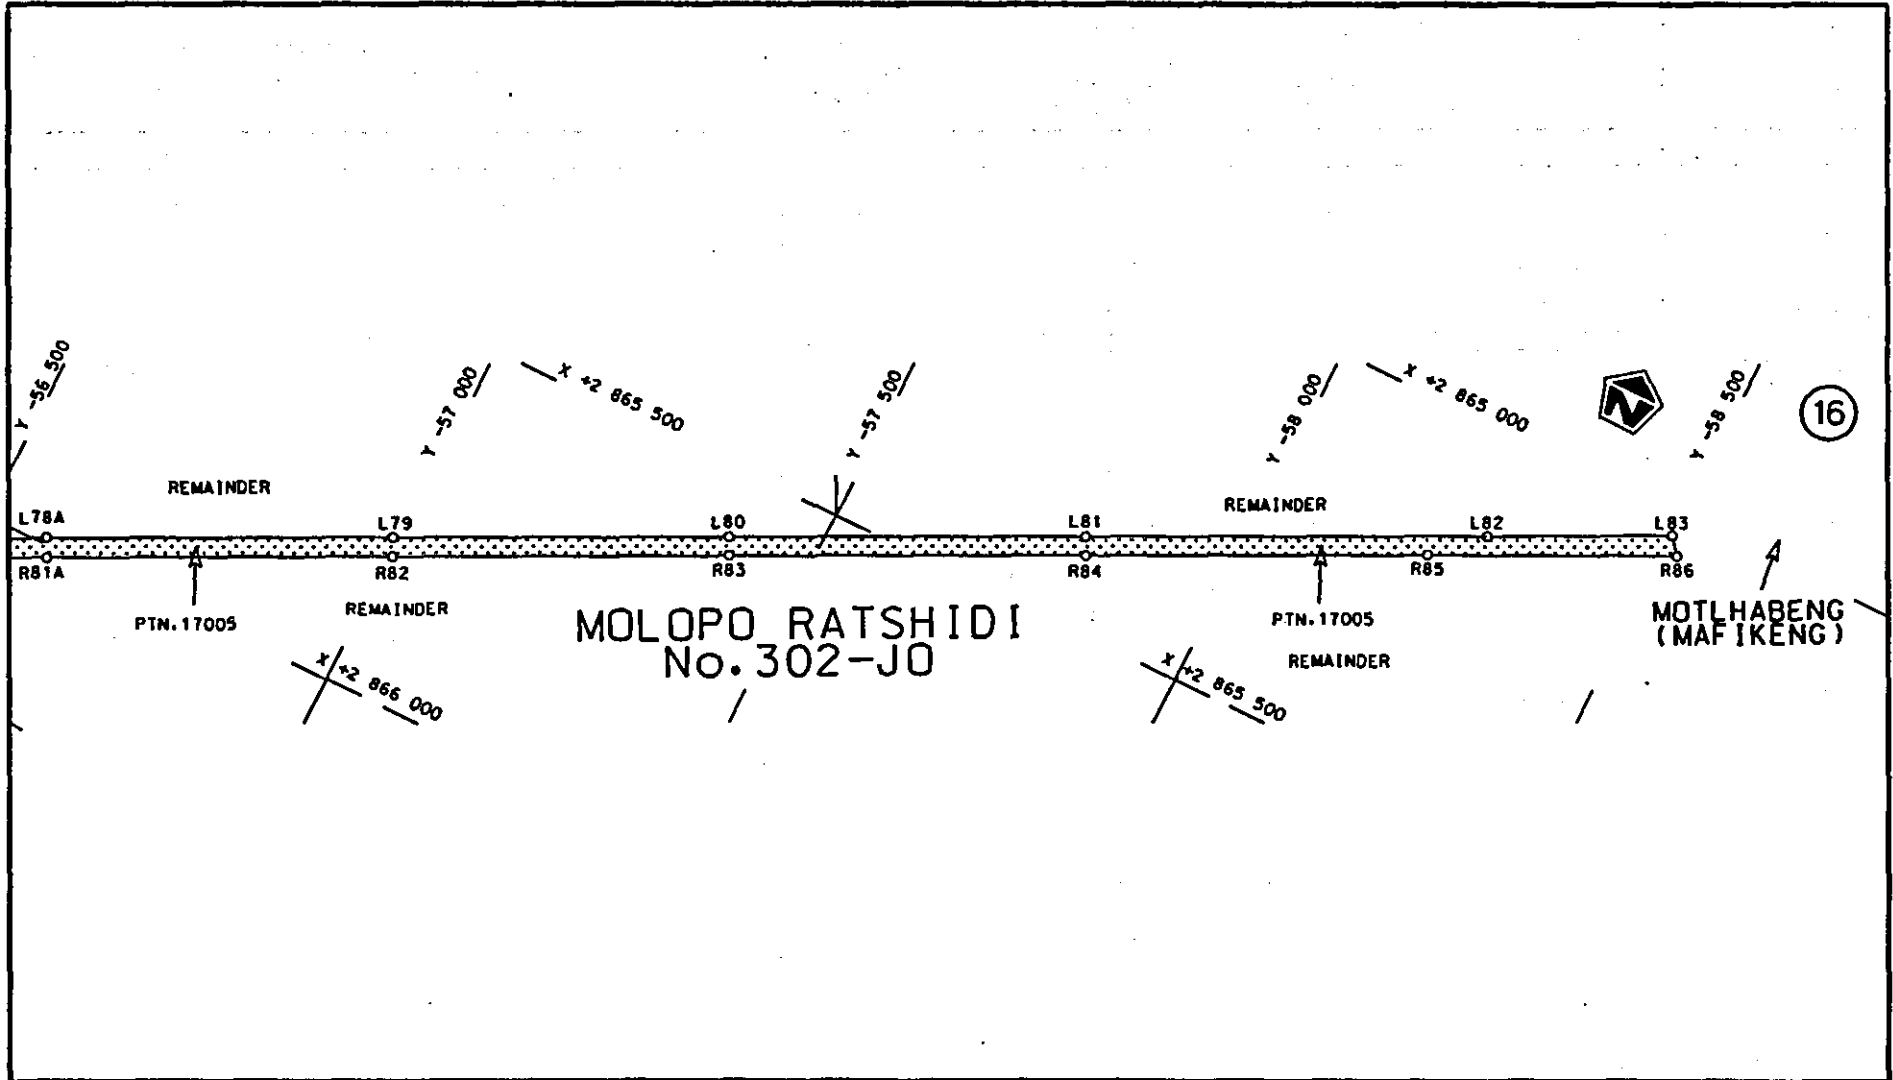 Y -56 500
Y -57 000
X +2 865 500
Y -57 500
Y -58 000
X +2 865 000
N
Y -58 500
16
REMAINDER
REMAINDER
L78A
L79
L80
L81
L82
L83
R81A
R82
R83
R84
R85
R86
PTN.17005
REMAINDER
MOLOPO RATSHIDI
No.302-JO
PTN.17005
REMAINDER
MOTLHABENG
(MAFIKENG)
X +2 866 000
X +2 865 500